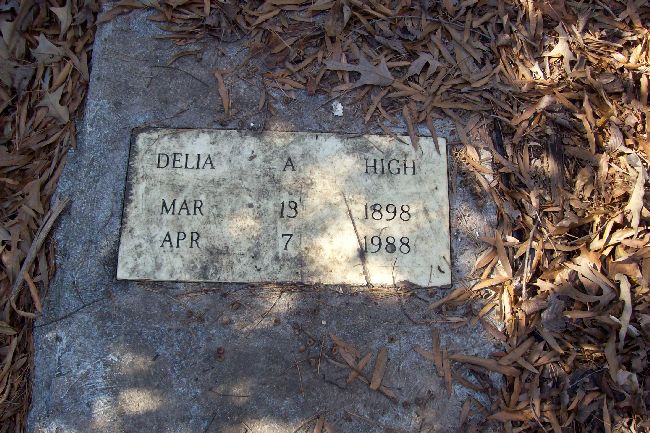 DELIA A HIGH
MAR 13 1898
APR 7 1988